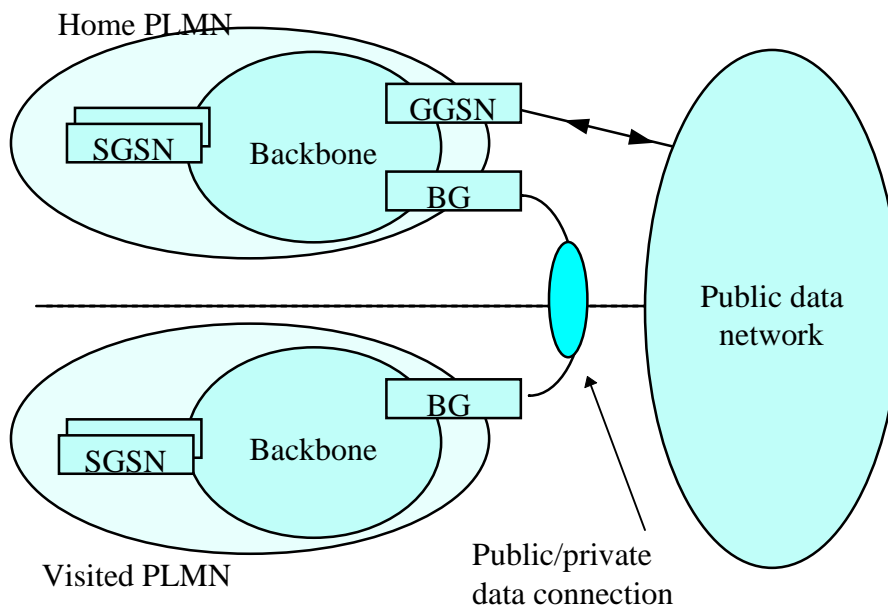 Home PLMN
GGSN
SGSN
Backbone
BG
Public data
network
BG
SGSN
Backbone
Public/private
data connection
Visited PLMN